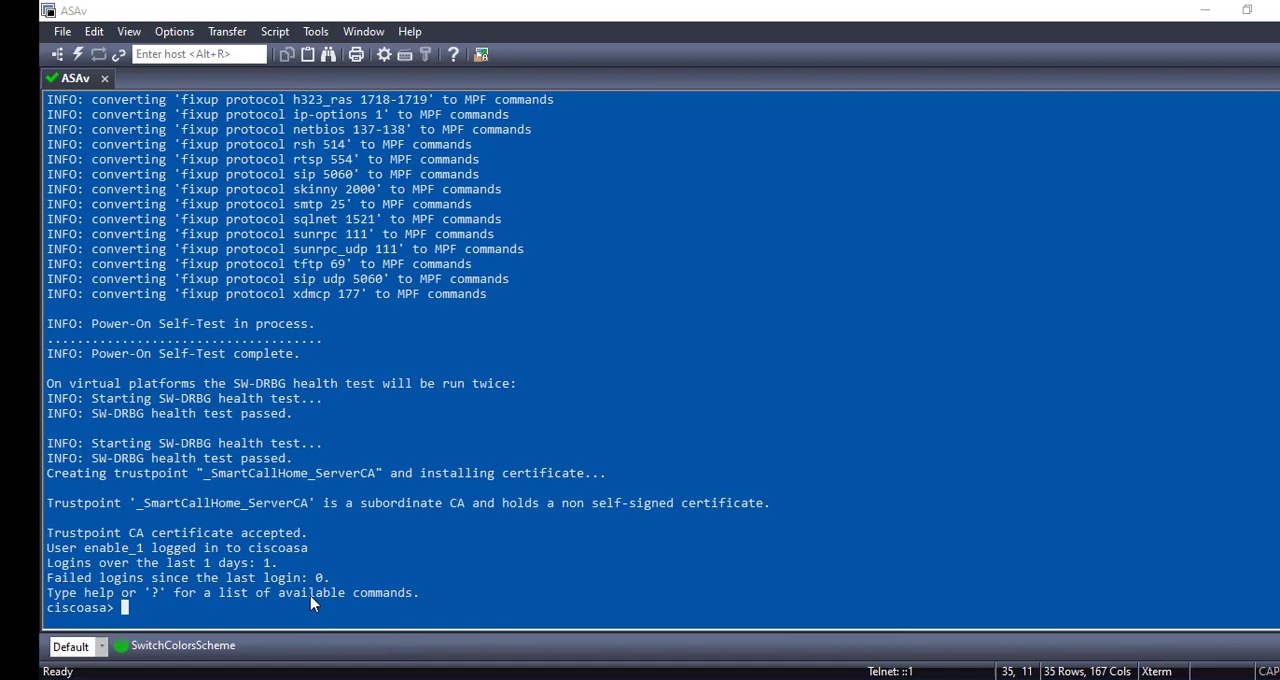 ASAv
File Edit View Options Transfer Script Tools Window Help
Enter host <Alt+R>
ASAv
INFO: converting 'fixup protocol h323_ras 1718-1719' to MPF commands
INFO: converting 'fixup protocol ip-options 1' to MPF commands
INFO: converting 'fixup protocol netbios 137-138' to MPF commands
INFO: converting 'fixup protocol rsh 514' to MPF commands
INFO: converting 'fixup protocol rtsp 554' to MPF commands
INFO: converting 'fixup protocol sip 5060' to MPF commands
INFO: converting 'fixup protocol skinny 2000' to MPF commands
INFO: converting 'fixup protocol smtp 25' to MPF commands
INFO: converting 'fixup protocol sqlnet 1521' to MPF commands
INFO: converting 'fixup protocol sunrpc 111' to MPF commands
INFO: converting 'fixup protocol sunrpc_udp 111' to MPF commands
INFO: converting 'fixup protocol tftp 69' to MPF commands
INFO: converting 'fixup protocol sip udp 5060' to MPF commands
INFO: converting 'fixup protocol xdmcp 177' to MPF commands
INFO: Power-On Self-Test in process.
.....................................
INFO: Power-On Self-Test complete.
On virtual platforms the SW-DRBG health test will be run twice:
INFO: Starting SW-DRBG health test...
INFO: SW-DRBG health test passed.
INFO: Starting SW-DRBG health test...
INFO: SW-DRBG health test passed.
Creating trustpoint "_SmartCallHome_ServerCA" and installing certificate...
Trustpoint '_SmartCallHome_ServerCA' is a subordinate CA and holds a non self-signed certificate.
Trustpoint CA certificate accepted.
User enable_1 logged in to ciscoasa
Logins over the last 1 days: 1.
Failed logins since the last login: 0.
Type help or '?' for a list of available commands.
ciscoasa>
Default SwitchColorsScheme
Ready Telnet: ::1 35, 11 35 Rows, 167 Cols Xterm CAP